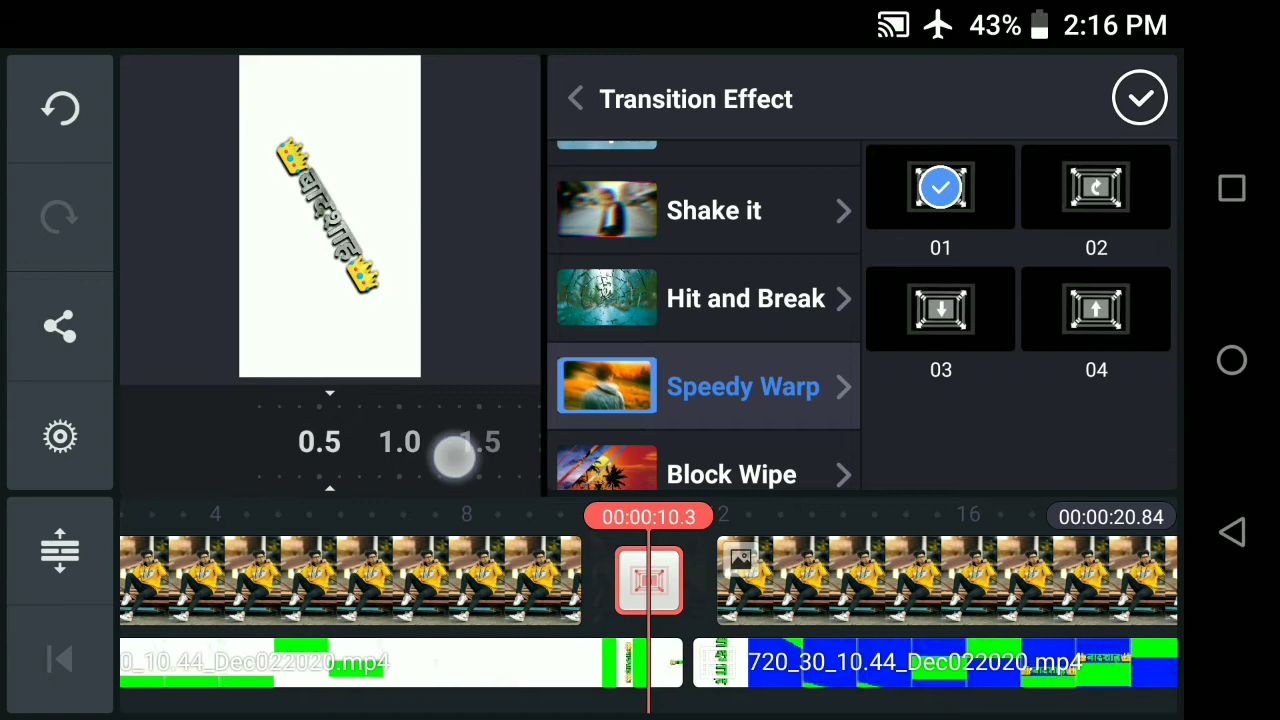 43% 2:16 PM
Transition Effect
Shake it
Hit and Break
Speedy Warp
Block Wipe
01
02
03
04
बादशाह
0.5 1.0 1.5
4 8 2 16
00:00:10.3
00:00:20.84
0_10.44_Dec022020.mp4
720_30_10.44_Dec022020.mp4